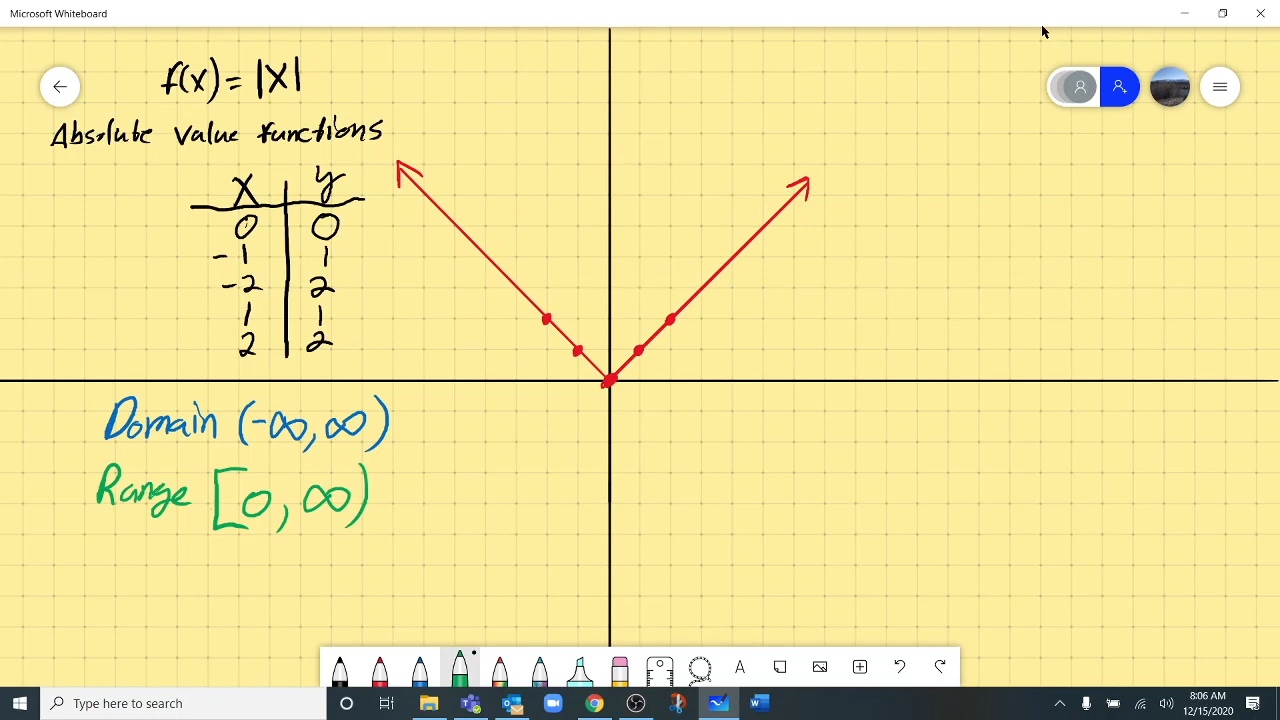 Microsoft Whiteboard
f(x) = |X|
Absolute Value functions
X y
0 0
-1 1
-2 2
1 1
2 2
Domain (-∞, ∞)
Range [0, ∞)
A
Type here to search
8:06 AM
12/15/2020